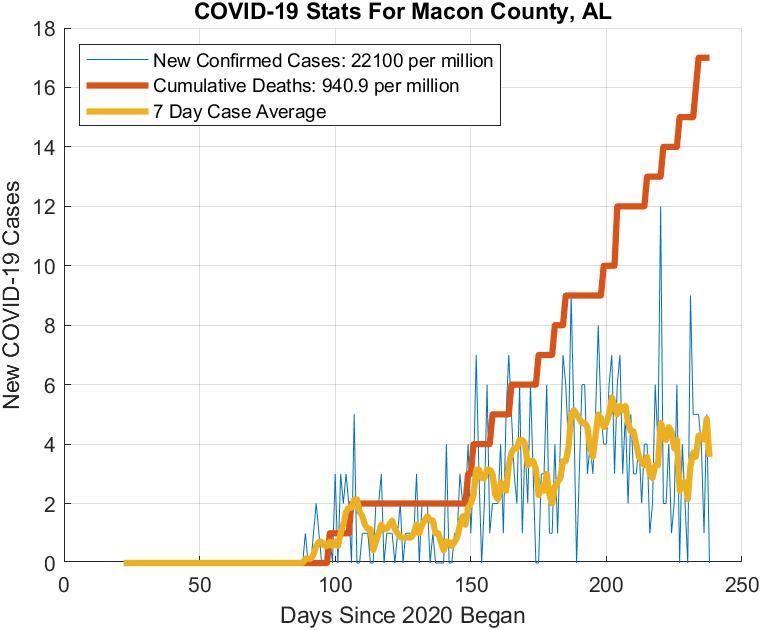 COVID-19 Stats For Macon County, AL
New Confirmed Cases: 22100 per million
Cumulative Deaths: 940.9 per million
7 Day Case Average
New COVID-19 Cases
18
16
14
12
10
8
6
4
2
0
0 50 100 150 200 250
Days Since 2020 Began